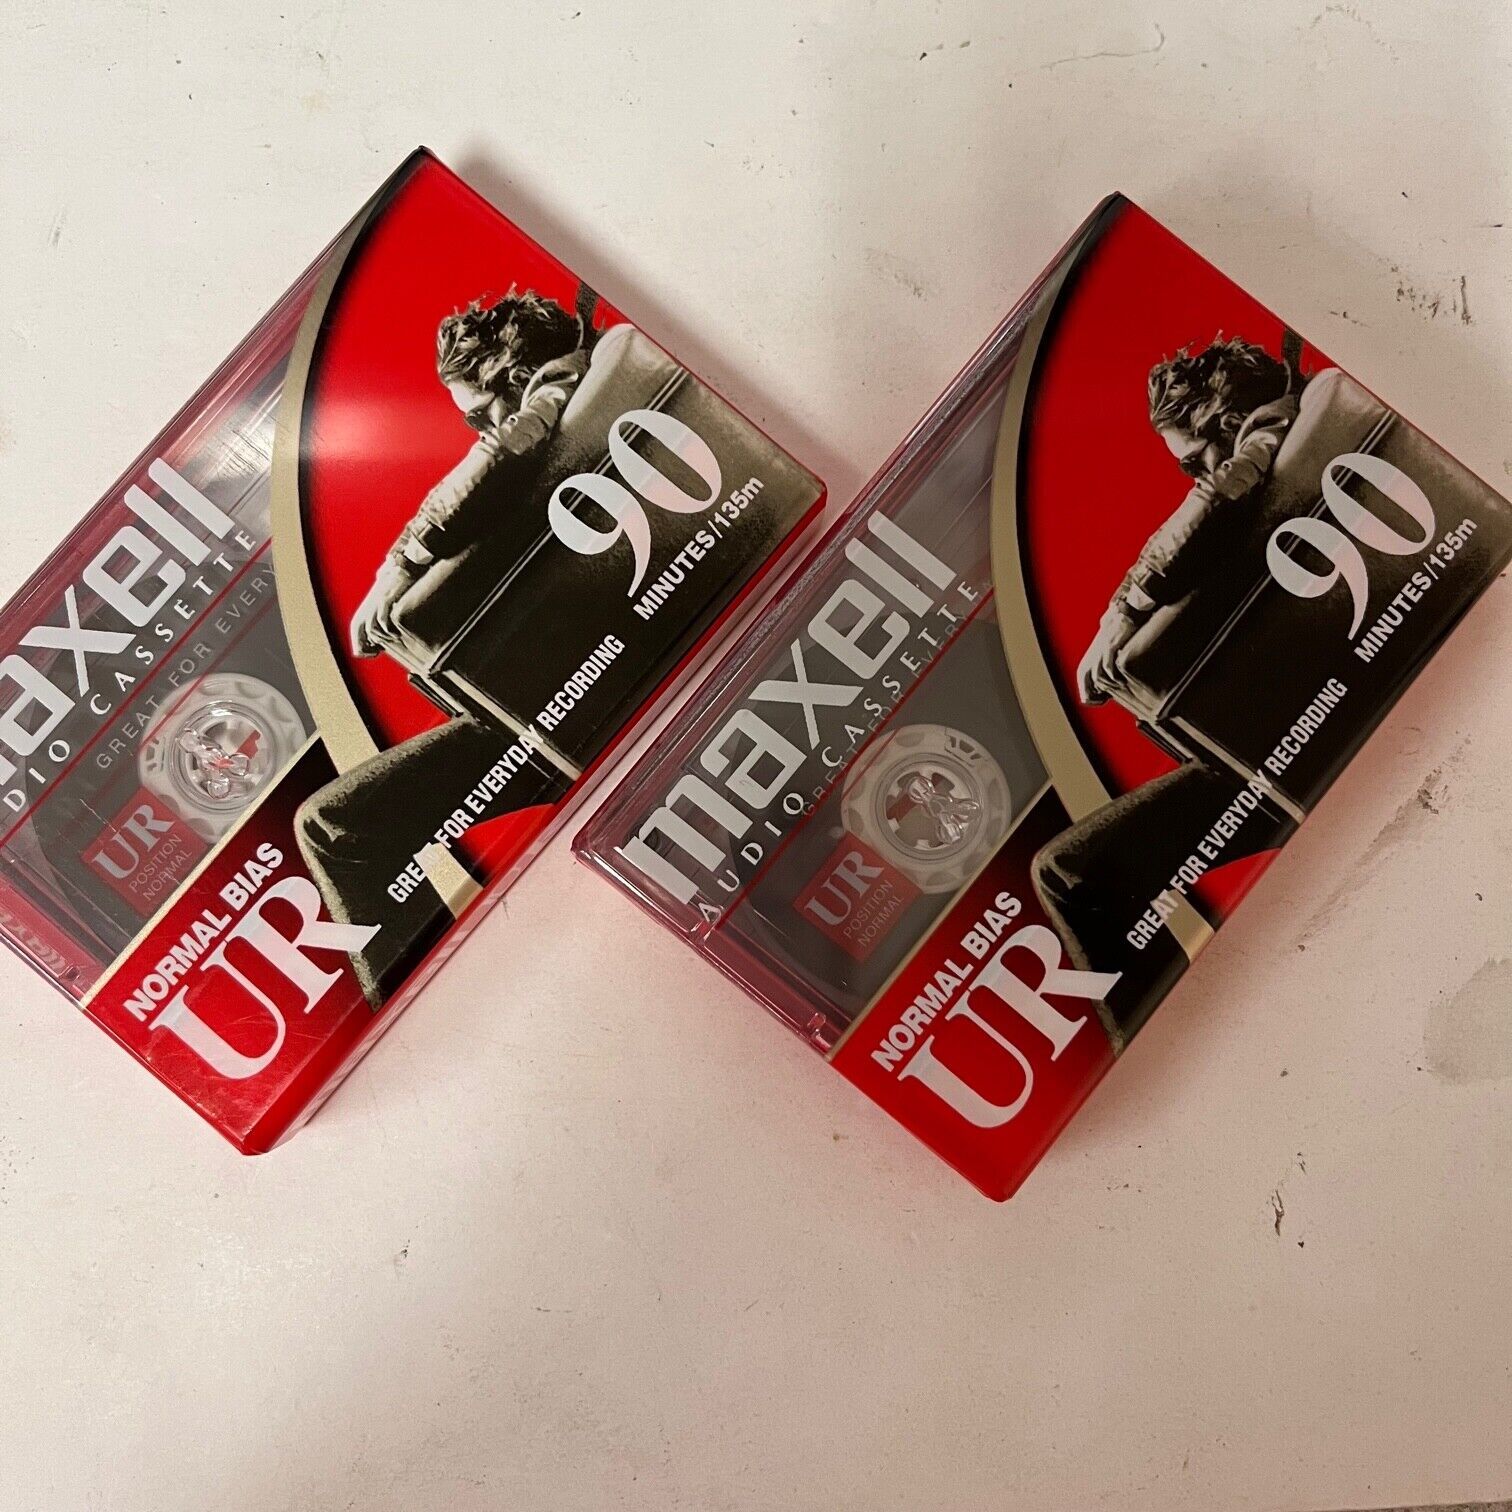 maxell
AUDIO CASSETTE
GREAT FOR EVERY
UR
POSITION
NORMAL
NORMAL BIAS
UR
GREAT FOR EVERYDAY RECORDING
90
MINUTES/135m
maxell
AUDIO CASSETTE
UR
POSITION
NORMAL
NORMAL BIAS
UR
GREAT FOR EVERYDAY RECORDING
90
MINUTES/135m